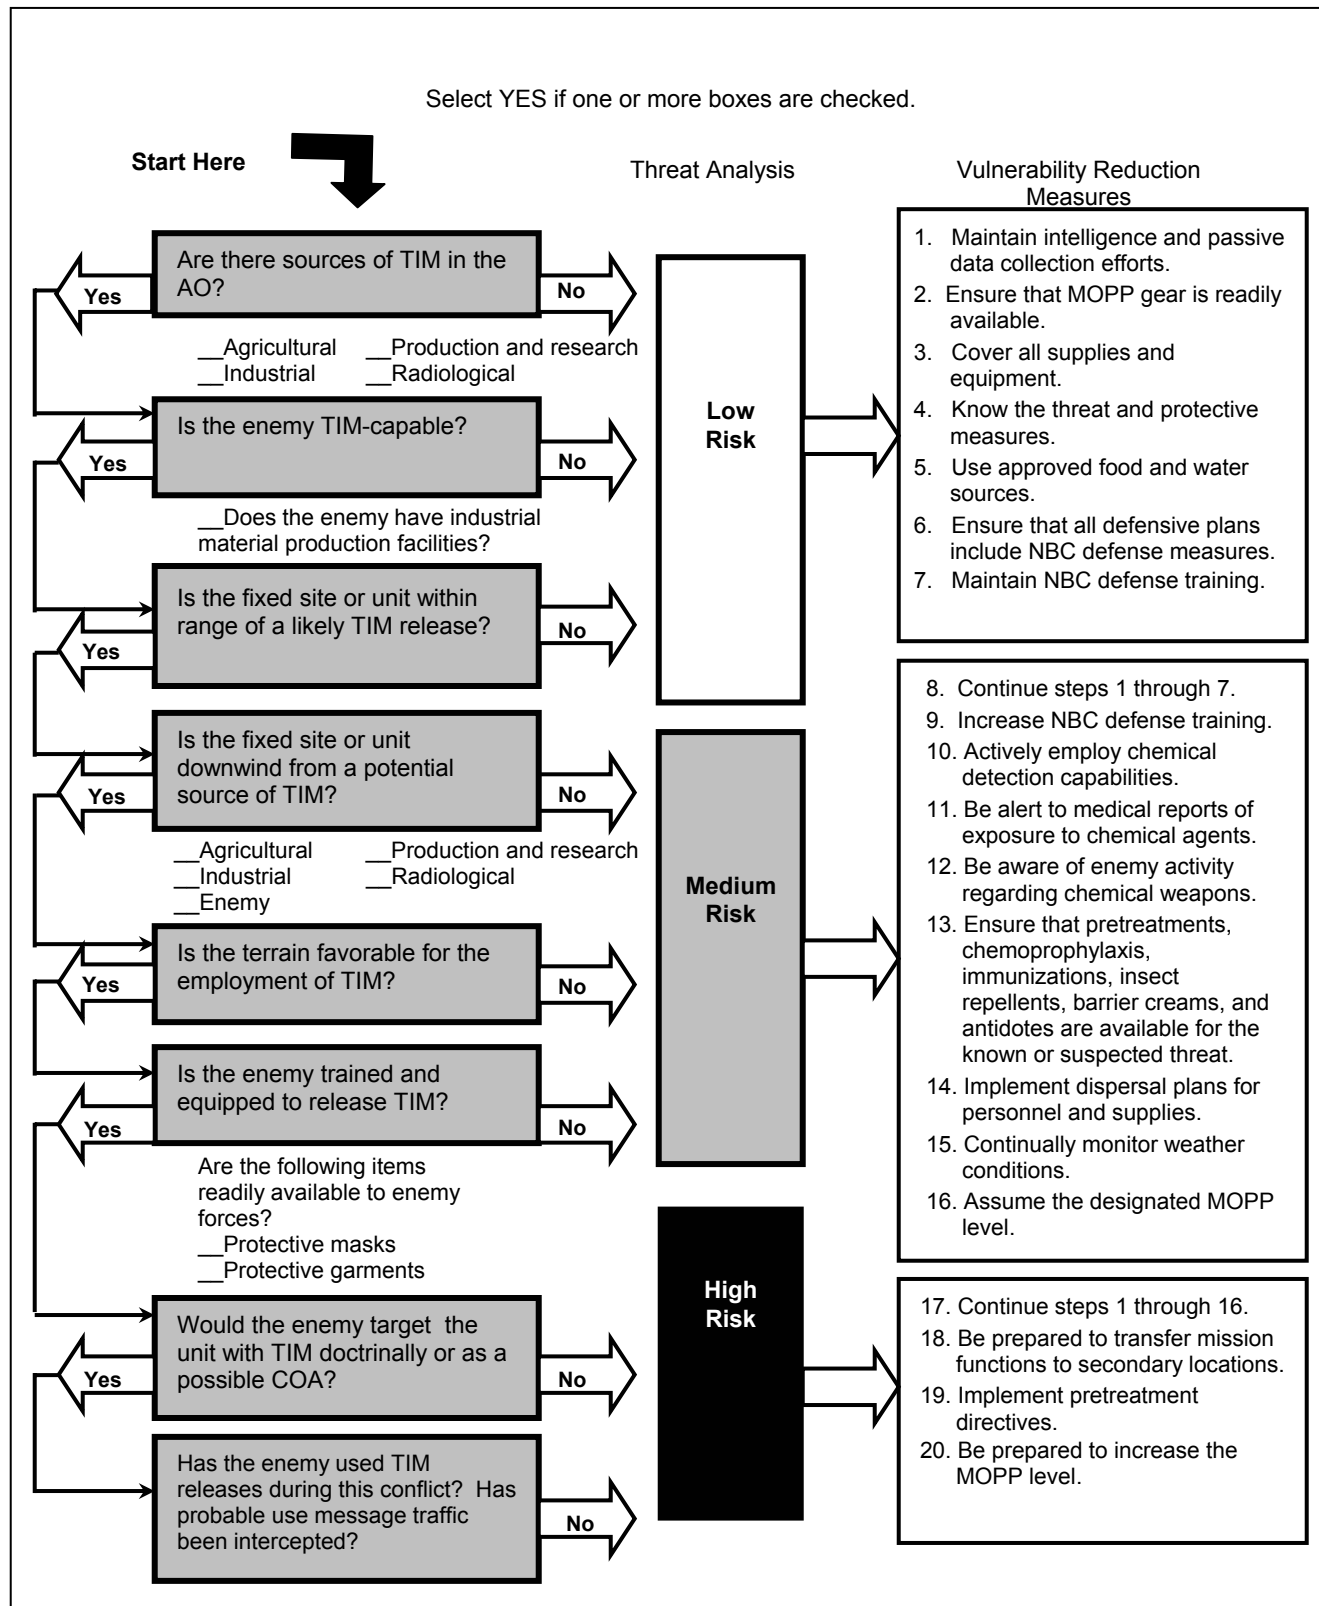 Select YES if one or more boxes are checked.
Start Here
Threat Analysis
Vulnerability Reduction
Measures
Are there sources of TIM in the
AO?
Yes
No
__Agricultural __Production and research
__Industrial __Radiological
Is the enemy TIM-capable?
Yes
No
__Does the enemy have industrial
material production facilities?
Is the fixed site or unit within
range of a likely TIM release?
Yes
No
Low
Risk
1. Maintain intelligence and passive
data collection efforts.
2. Ensure that MOPP gear is readily
available.
3. Cover all supplies and
equipment.
4. Know the threat and protective
measures.
5. Use approved food and water
sources.
6. Ensure that all defensive plans
include NBC defense measures.
7. Maintain NBC defense training.
Is the fixed site or unit
downwind from a potential
source of TIM?
Yes
No
__Agricultural __Production and research
__Industrial __Radiological
__Enemy
Is the terrain favorable for the
employment of TIM?
Yes
No
Is the enemy trained and
equipped to release TIM?
Yes
No
Are the following items
readily available to enemy
forces?
__Protective masks
__Protective garments
Medium
Risk
8. Continue steps 1 through 7.
9. Increase NBC defense training.
10. Actively employ chemical
detection capabilities.
11. Be alert to medical reports of
exposure to chemical agents.
12. Be aware of enemy activity
regarding chemical weapons.
13. Ensure that pretreatments,
chemoprophylaxis,
immunizations, insect
repellents, barrier creams, and
antidotes are available for the
known or suspected threat.
14. Implement dispersal plans for
personnel and supplies.
15. Continually monitor weather
conditions.
16. Assume the designated MOPP
level.
Would the enemy target the
unit with TIM doctrinally or as a
possible COA?
Yes
No
Has the enemy used TIM
releases during this conflict? Has
probable use message traffic
been intercepted?
No
High
Risk
17. Continue steps 1 through 16.
18. Be prepared to transfer mission
functions to secondary locations.
19. Implement pretreatment
directives.
20. Be prepared to increase the
MOPP level.